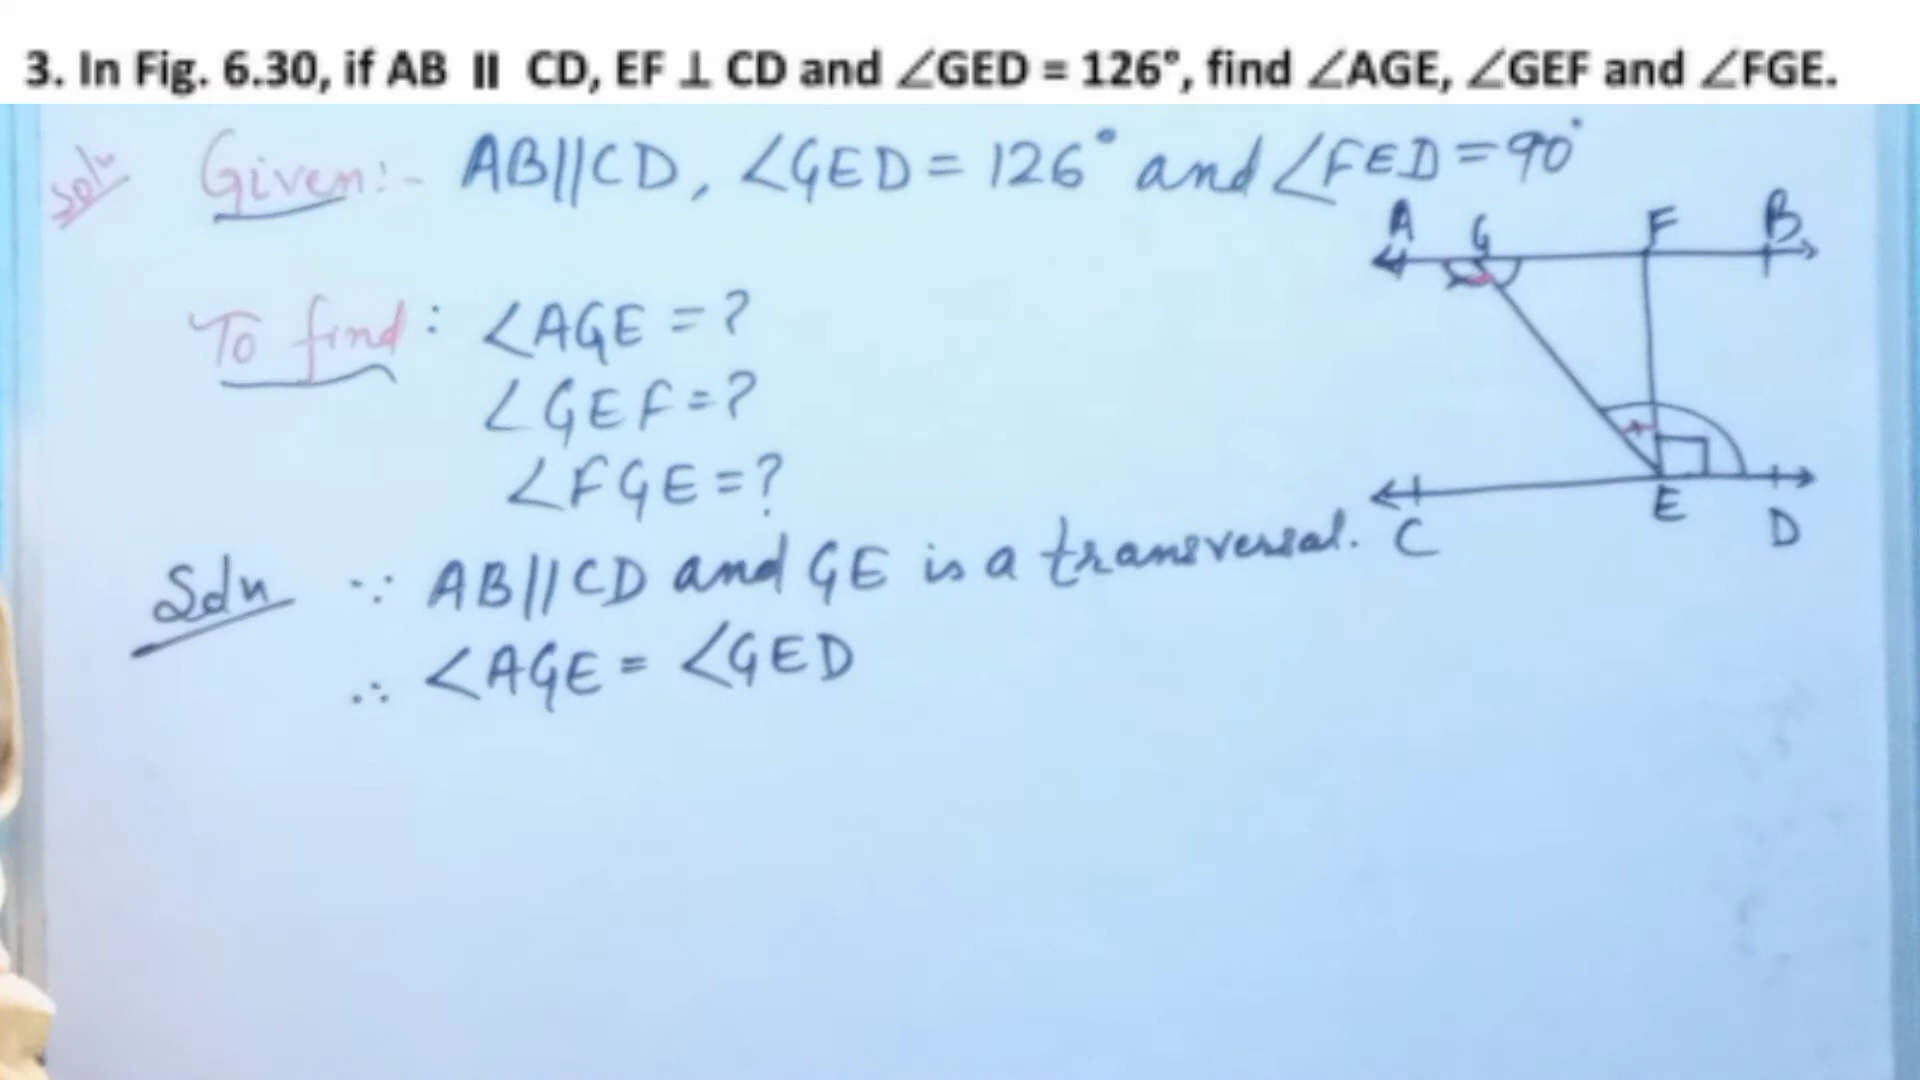 3. In Fig. 6.30, if AB || CD, EF ⊥ CD and ∠GED = 126°, find ∠AGE, ∠GEF and ∠FGE.
Soln Given:- AB||CD, ∠GED = 126° and ∠FED = 90°
A G F B
To find : ∠AGE = ?
∠GEF = ?
∠FGE = ?
C E D
Soln ∵ AB||CD and GE is a transversal.
∴ ∠AGE = ∠GED